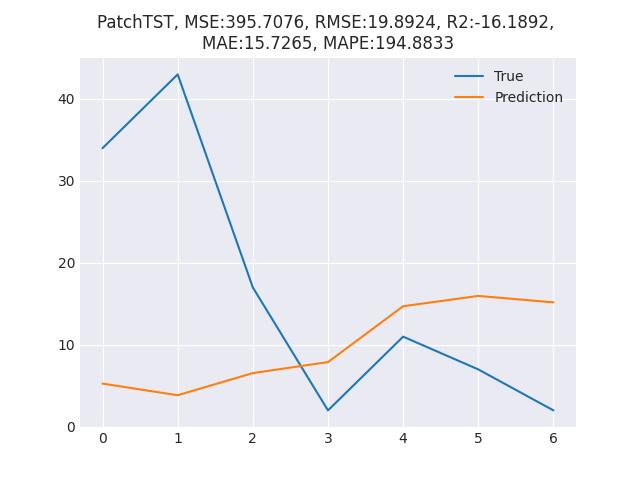 PatchTST, MSE:395.7076, RMSE:19.8924, R2:-16.1892,
MAE:15.7265, MAPE:194.8833
True
Prediction
40
30
20
10
0
0 1 2 3 4 5 6